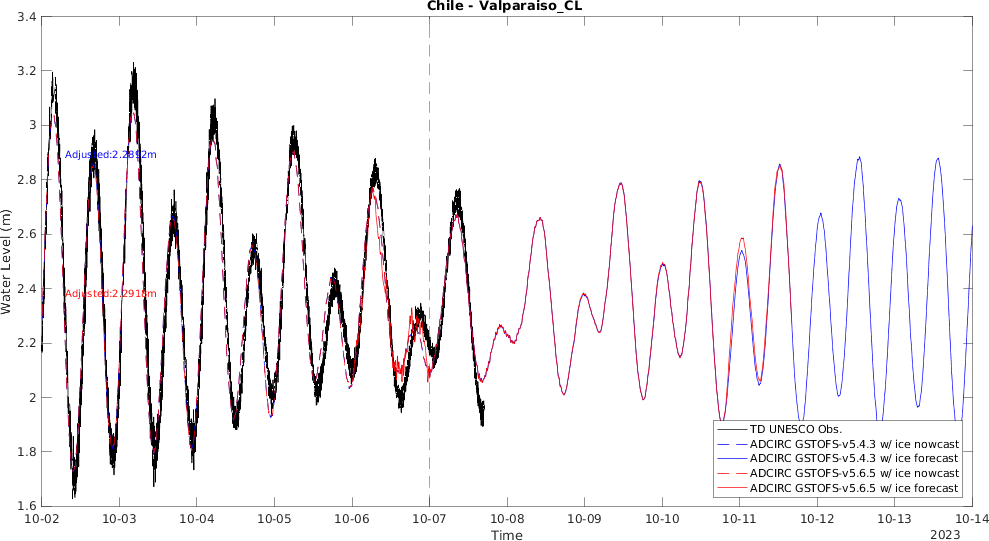 Chile - Valparaiso_CL
3.4
3.2
3
2.8
2.6
2.4
2.2
2
1.8
1.6
Water Level (m)
Adjusted:2.2892m
Adjusted:2.2918m
TD UNESCO Obs.
ADCIRC GSTOFS-v5.4.3 w/ ice nowcast
ADCIRC GSTOFS-v5.4.3 w/ ice forecast
ADCIRC GSTOFS-v5.6.5 w/ ice nowcast
ADCIRC GSTOFS-v5.6.5 w/ ice forecast
10-02 10-03 10-04 10-05 10-06 10-07 10-08 10-09 10-10 10-11 10-12 10-13 10-14
Time
2023